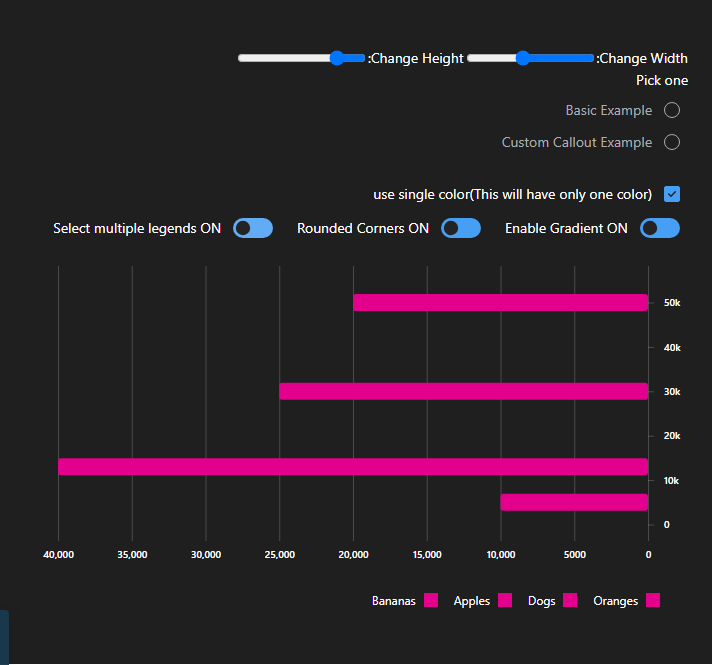 :Change Height :Change Width
Pick one
Basic Example
Custom Callout Example
use single color(This will have only one color)
Select multiple legends ON Rounded Corners ON Enable Gradient ON
50k
40k
30k
20k
10k
0
40,000 35,000 30,000 25,000 20,000 15,000 10,000 5000 0
Bananas Apples Dogs Oranges